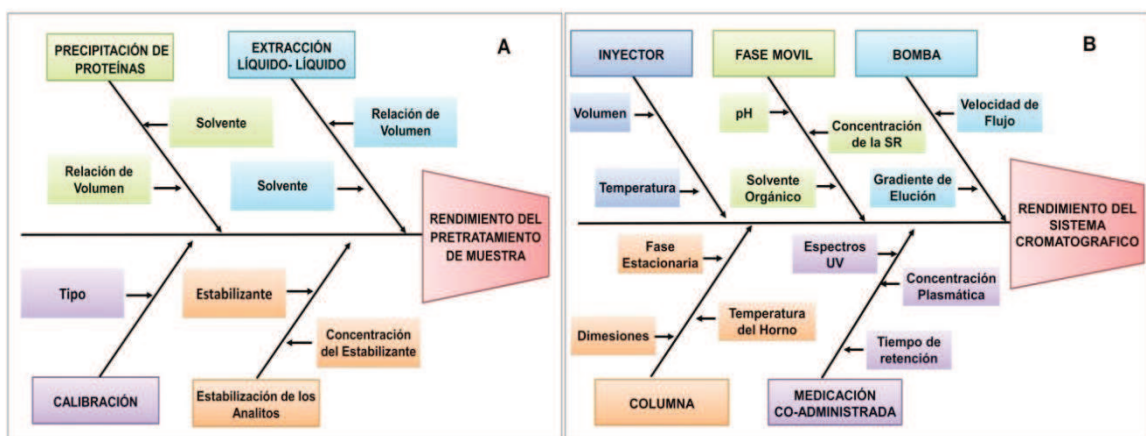 A
PRECIPITACIÓN DE
PROTEÍNAS
EXTRACCIÓN
LÍQUIDO- LÍQUIDO
Solvente
Relación de
Volumen
Relación de
Volumen
Solvente
RENDIMIENTO DEL
PRETRATAMIENTO
DE MUESTRA
Tipo
Estabilizante
Concentración
del Estabilizante
CALIBRACIÓN
Estabilización de los
Analitos
B
INYECTOR
FASE MOVIL
BOMBA
Volumen
pH
Velocidad de
Flujo
Concentración
de la SR
Temperatura
Solvente
Orgánico
Gradiente de
Elución
RENDIMIENTO DEL
SISTEMA
CROMATOGRAFICO
Fase
Estacionaria
Espectros
UV
Concentración
Plasmática
Dimesiones
Temperatura
del Horno
Tiempo de
retención
COLUMNA
MEDICACIÓN
CO-ADMINISTRADA